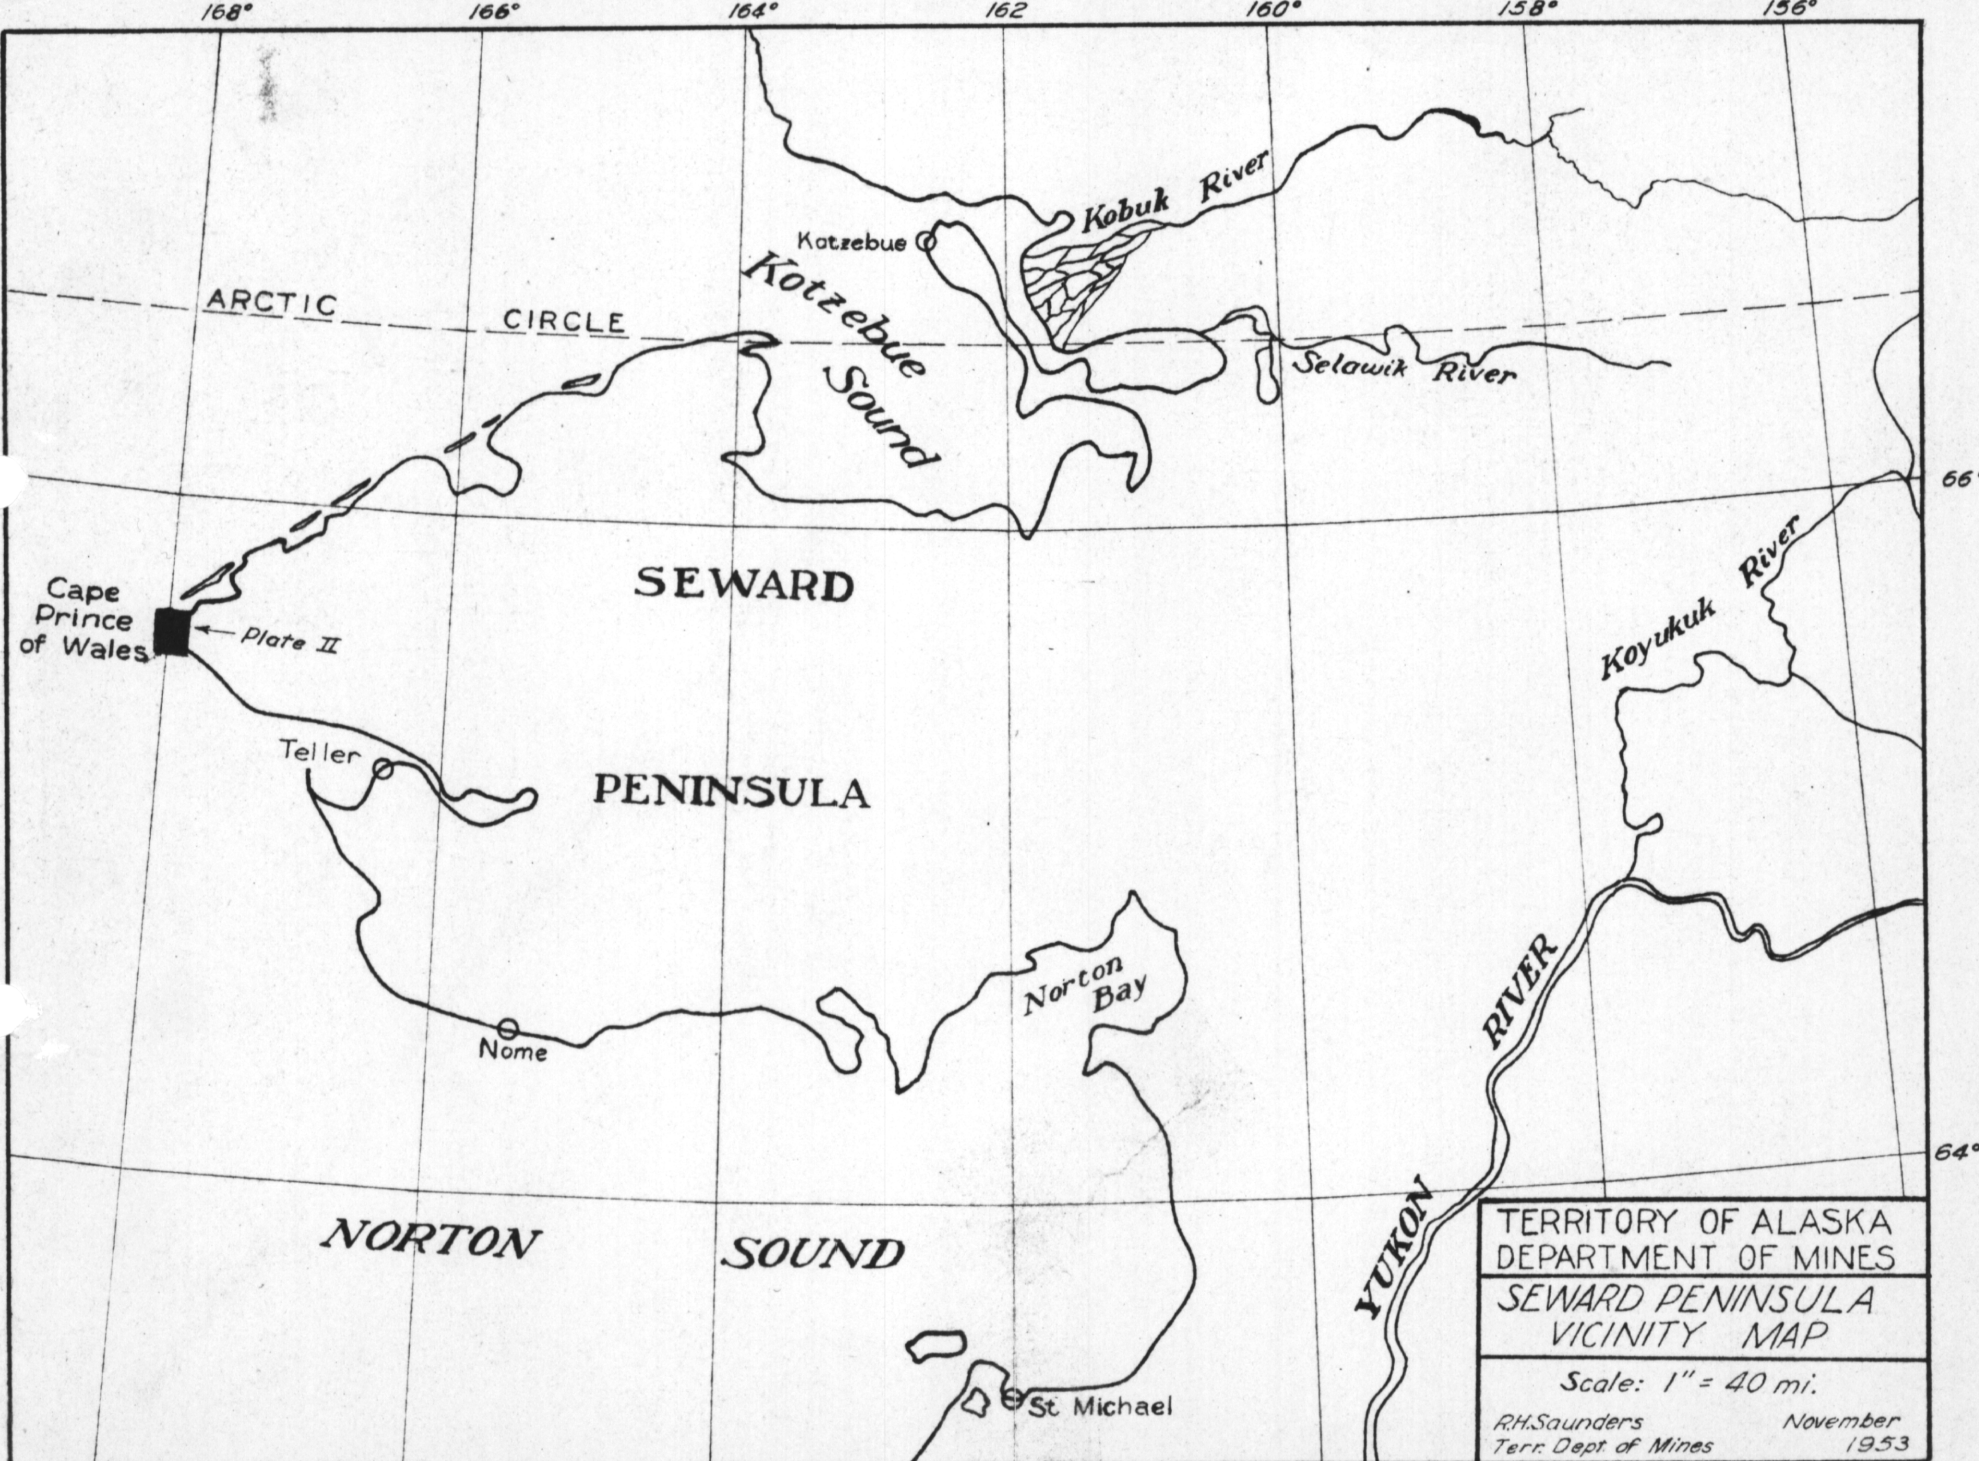 168° 166° 164° 162 160° 158° 156°
Kobuk River
Kotzebue
Kotzebue
Sound
ARCTIC CIRCLE
Selawik River
66°
SEWARD
Cape
Prince
of Wales
Plate II
Koyukuk River
Teller
PENINSULA
Norton
Bay
Nome
YUKON RIVER
64°
NORTON SOUND
St Michael
TERRITORY OF ALASKA
DEPARTMENT OF MINES
SEWARD PENINSULA
VICINITY MAP
Scale: 1" = 40 mi.
R.H.Saunders November
Terr. Dept. of Mines 1953